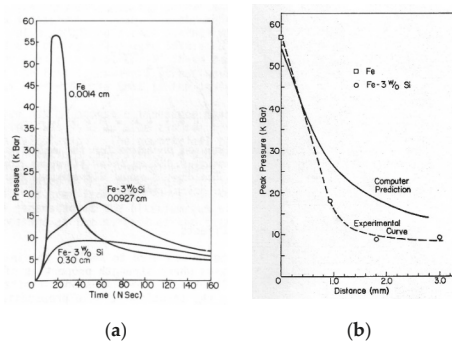 60
55
50
45
40
35
30
25
20
15
10
5
0
Pressure (K Bar)
Fe
0.0014 cm
Fe-3 W/o Si
0.0927 cm
Fe-3 W/o Si
0.30 cm
0 40 80 120 160
Time (N Sec)
(a)
60
50
40
30
20
10
0
Peak Pressure (K Bar)
Fe
Fe-3 W/o Si
Computer
Prediction
Experimental
Curve
0 1.0 2.0 3.0
Distance (mm)
(b)